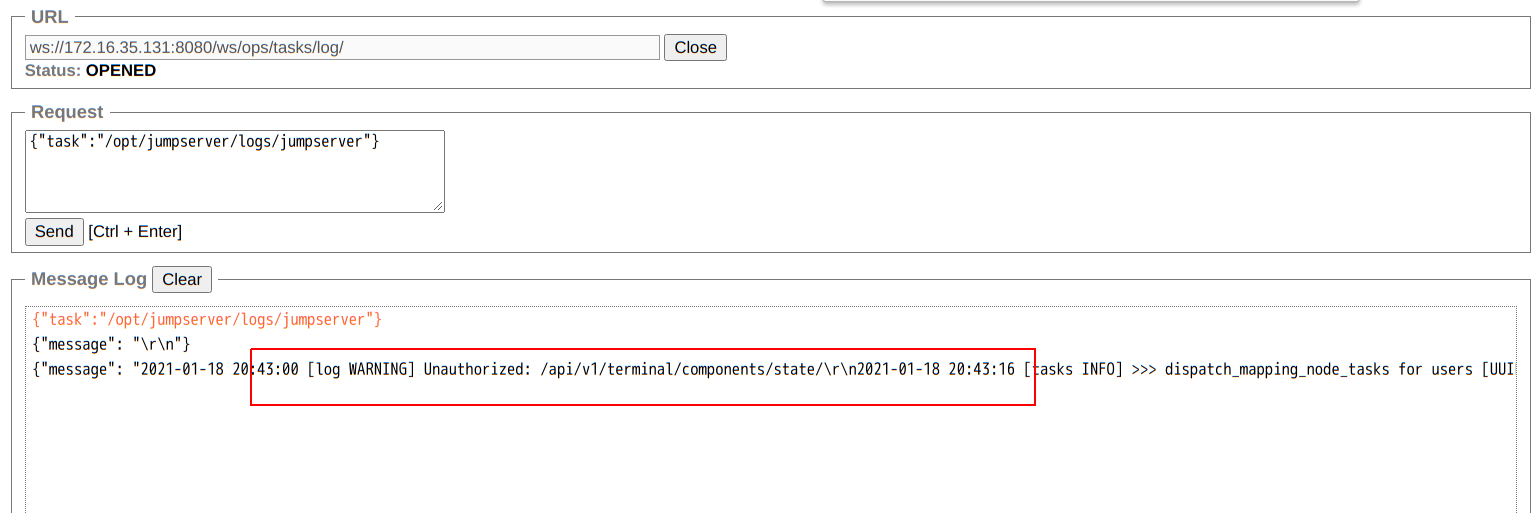 URL
ws://172.16.35.131:8080/ws/ops/tasks/log/ Close
Status: OPENED
Request
{"task":"/opt/jumpserver/logs/jumpserver"}
Send [Ctrl + Enter]
Message Log Clear
{"task":"/opt/jumpserver/logs/jumpserver"}
{"message": "\r\n"}
{"message": "2021-01-18 20:43:00 [log WARNING] Unauthorized: /api/v1/terminal/components/state/\r\n2021-01-18 20:43:16 [tasks INFO] >>> dispatch_mapping_node_tasks for users [UUI